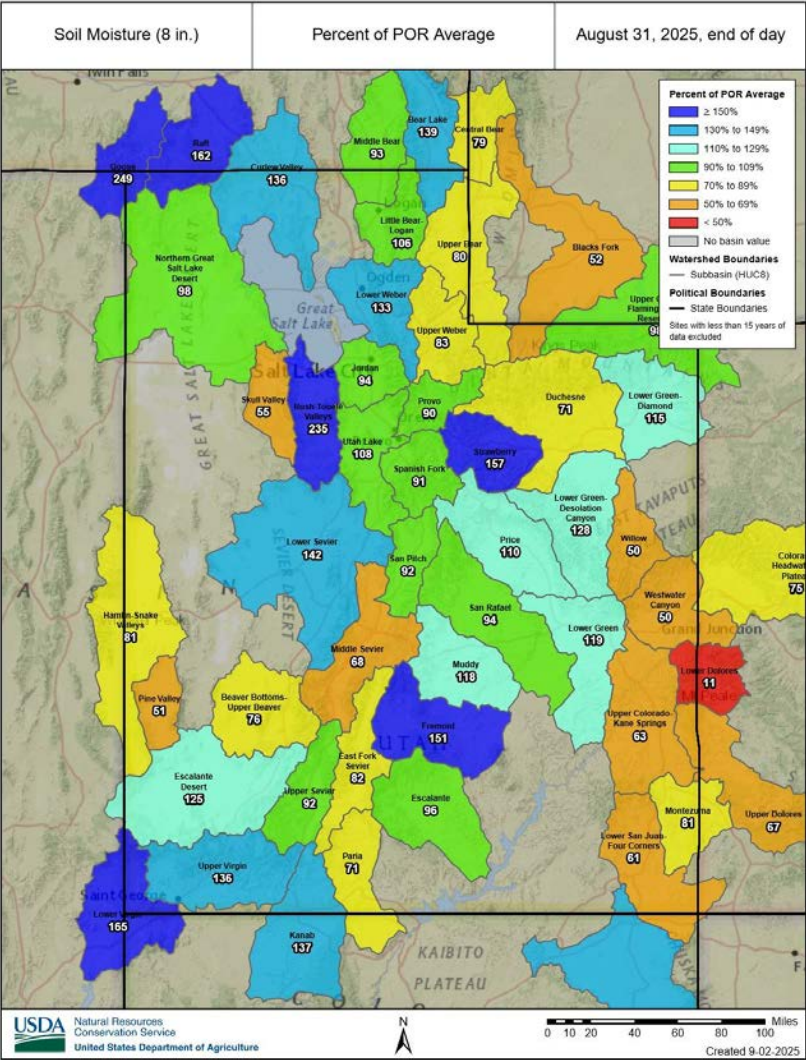 Soil Moisture (8 in.)
Percent of POR Average
August 31, 2025, end of day
Twin Falls
Percent of POR Average
≥ 150%
130% to 149%
110% to 129%
90% to 109%
70% to 89%
50% to 69%
< 50%
No basin value
Watershed Boundaries
Subbasin (HUC8)
Political Boundaries
State Boundaries
Sites with less than 15 years of
data excluded
Goose
249
Raft
162
Curlew Valley
136
Middle Bear
93
Bear Lake
139
Central Bear
79
Logan
Little Bear-
Logan
106
Upper Bear
80
Blacks Fork
52
Northern Great
Salt Lake
Desert
98
Ogden
Lower Weber
133
Great
Salt Lake
Upper Weber
83
Upper
Flaming
98
GREAT SALT LAKE DESERT
Salt Lake
Jordan
94
Skull Valley
55
Rush-Tooele
Valleys
235
Provo
90
Duchesne
71
Lower Green-
Diamond
115
Utah Lake
108
Spanish Fork
91
Strawberry
157
Lower Green-
Desolation
Canyon
128
TAVAPUTS
PLATEAU
Lower Sevier
142
SEVIER DESERT
San Pitch
92
Price
110
Willow
50
Westwater
Canyon
50
Grand Junction
75
Hamlin-Snake
Valleys
81
San Rafael
94
Lower Green
119
Middle Sevier
68
Muddy
118
Lower Dolores
11
Pine Valley
51
Beaver Bottoms-
Upper Beaver
76
Fremont
151
UTAH
Upper Colorado-
Kane Springs
63
East Fork
Sevier
82
Escalante
Desert
125
Upper Sevier
92
Escalante
96
Montezuma
81
Upper Dolores
67
Lower San Juan-
Four Corners
61
Upper Virgin
136
Paria
71
Saint George
Lower Virgin
165
Kanab
137
KAIBITO
PLATEAU
USDA
Natural Resources
Conservation Service
United States Department of Agriculture
N
Miles
0 10 20 40 60 80 100
Created 9-02-2025